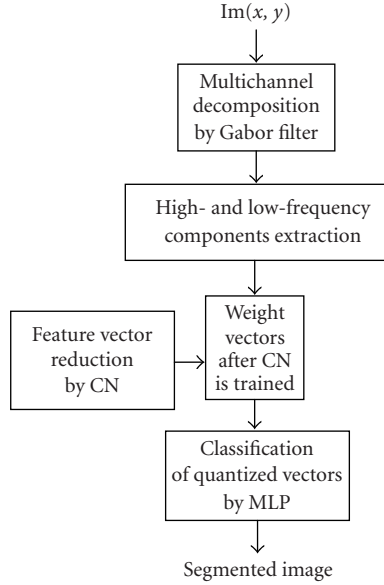 Im(x, y)
Multichannel
decomposition
by Gabor filter
High- and low-frequency
components extraction
Feature vector
reduction
by CN
Weight
vectors
after CN
is trained
Classification
of quantized vectors
by MLP
Segmented image